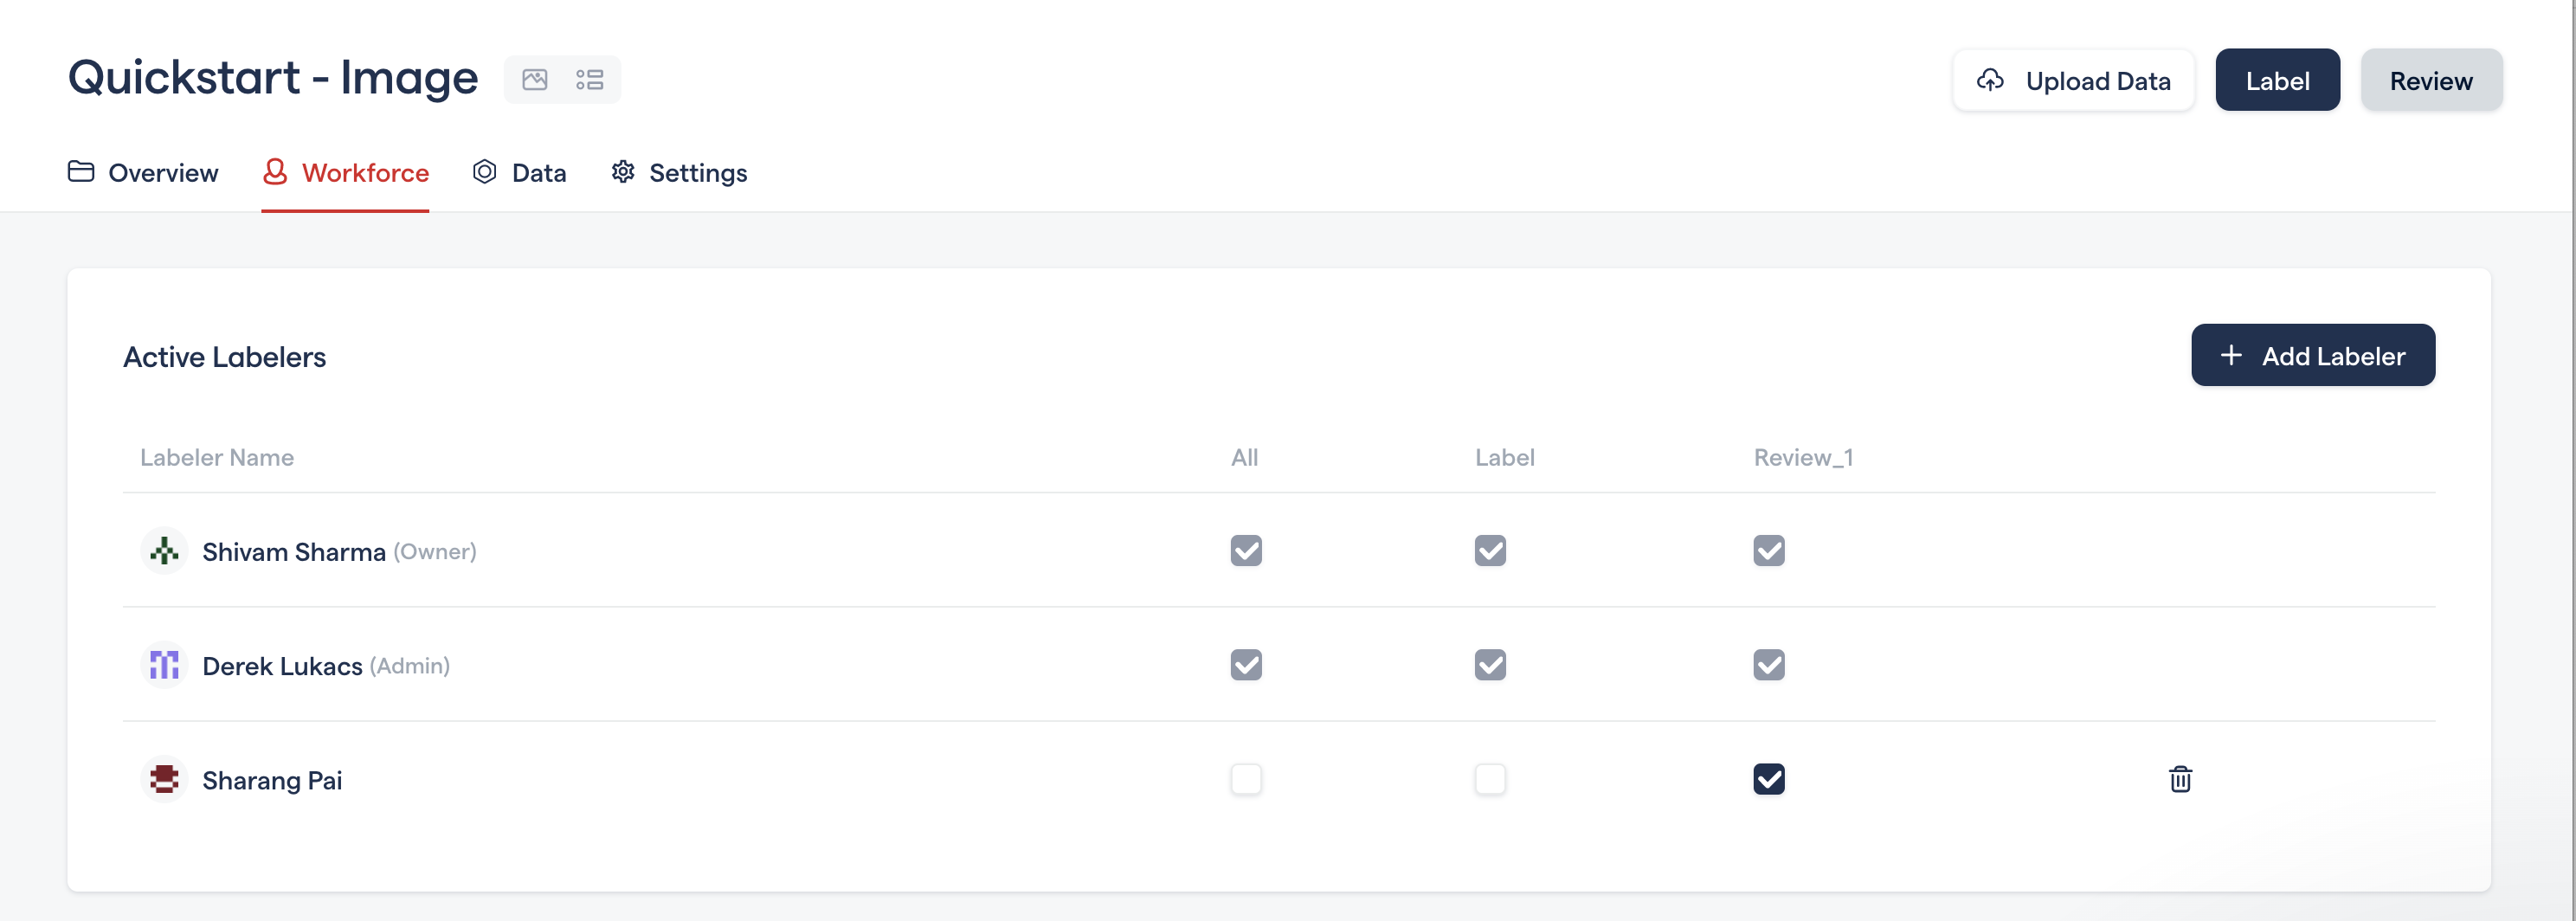 Quickstart - Image
Upload Data
Label
Review
Overview
Workforce
Data
Settings
Active Labelers
+ Add Labeler
Labeler Name All Label Review_1
Shivam Sharma (Owner)
Derek Lukacs (Admin)
Sharang Pai